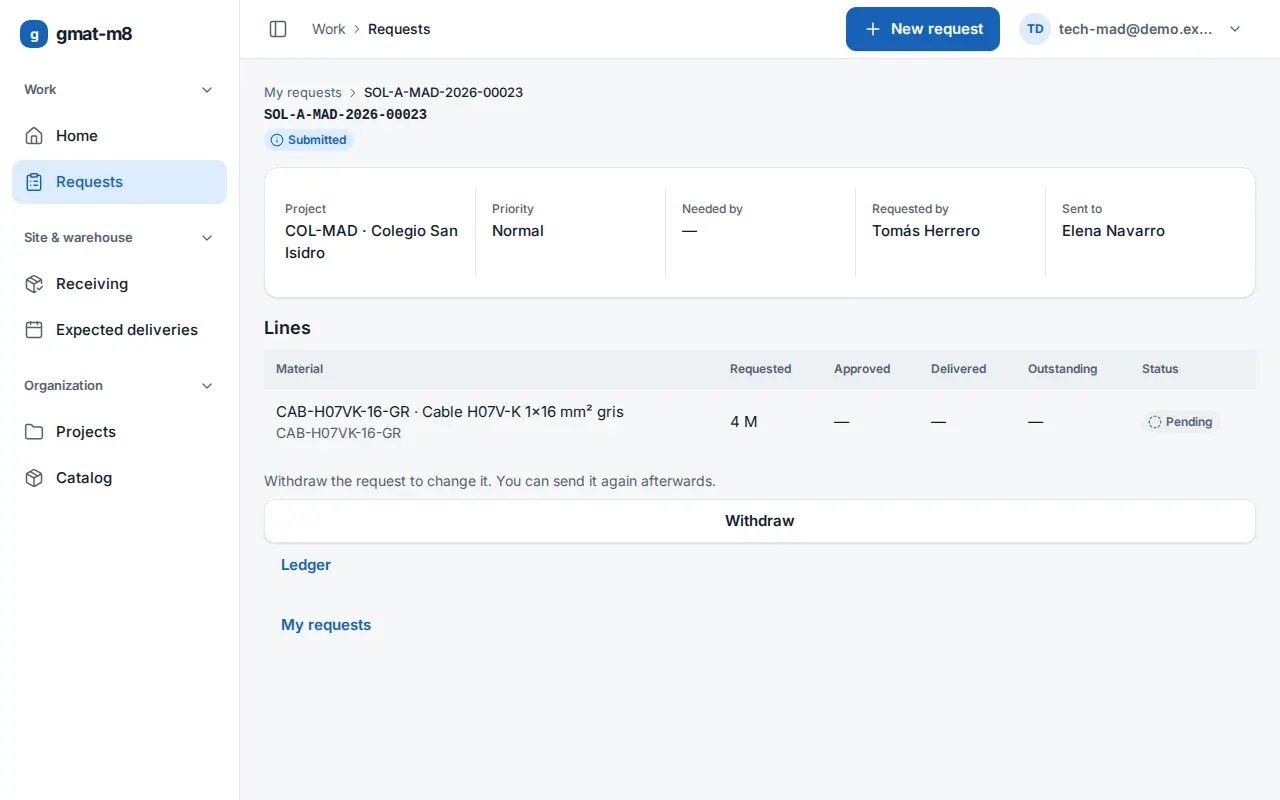 g gmat-m8
Work
Home
Requests
Site & warehouse
Receiving
Expected deliveries
Organization
Projects
Catalog
Work > Requests
+ New request
TD tech-mad@demo.ex...
My requests > SOL-A-MAD-2026-00023
SOL-A-MAD-2026-00023
Submitted
Project
COL-MAD · Colegio San
Isidro
Priority
Normal
Needed by
—
Requested by
Tomás Herrero
Sent to
Elena Navarro
Lines
Material Requested Approved Delivered Outstanding Status
CAB-H07VK-16-GR · Cable H07V-K 1×16 mm² gris
CAB-H07VK-16-GR
4 M — — — Pending
Withdraw the request to change it. You can send it again afterwards.
Withdraw
Ledger
My requests